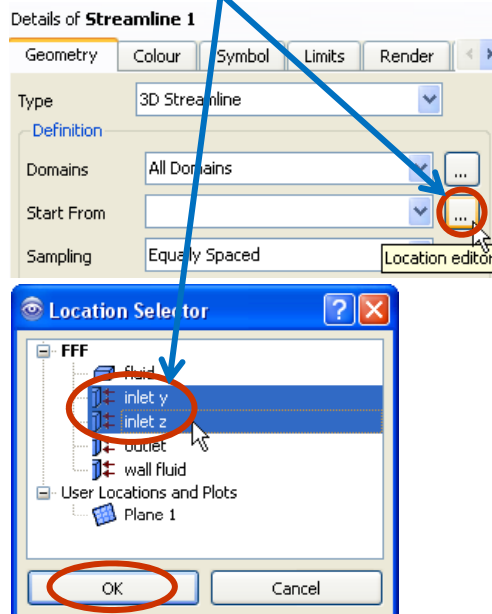 Details of Streamline 1
Geometry Colour Symbol Limits Render
Type 3D Streamline
Definition
Domains All Domains ...
Start From ...
Sampling Equally Spaced
Location editor
Location Selector
FFF
fluid
inlet y
inlet z
outlet
wall fluid
User Locations and Plots
Plane 1
OK Cancel